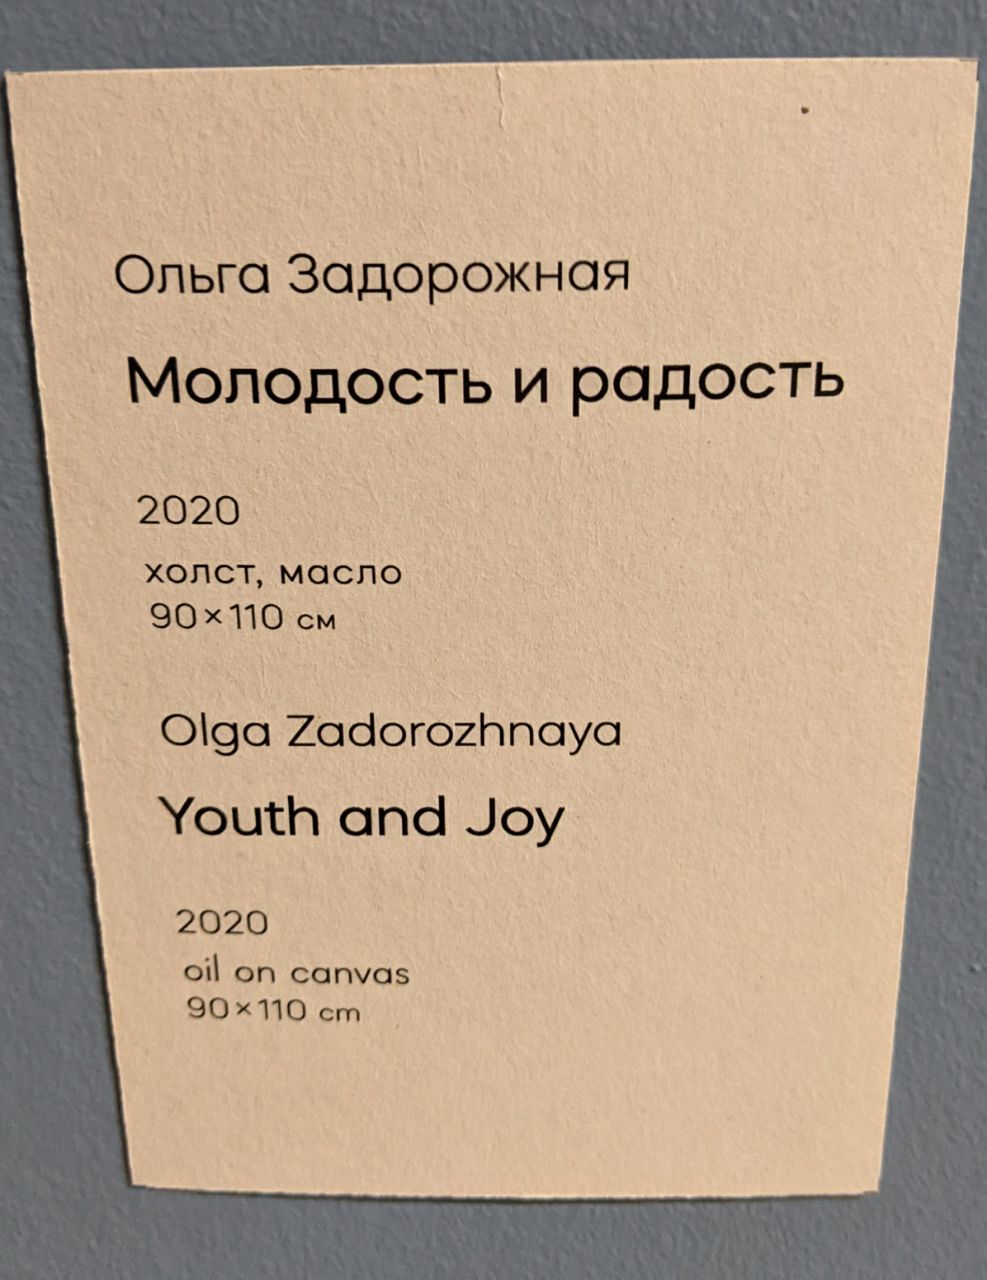 Ольга Задорожная
Молодость и радость
2020
холст, масло
90×110 см
Olga Zadorozhnaya
Youth and Joy
2020
oil on canvas
90×110 cm